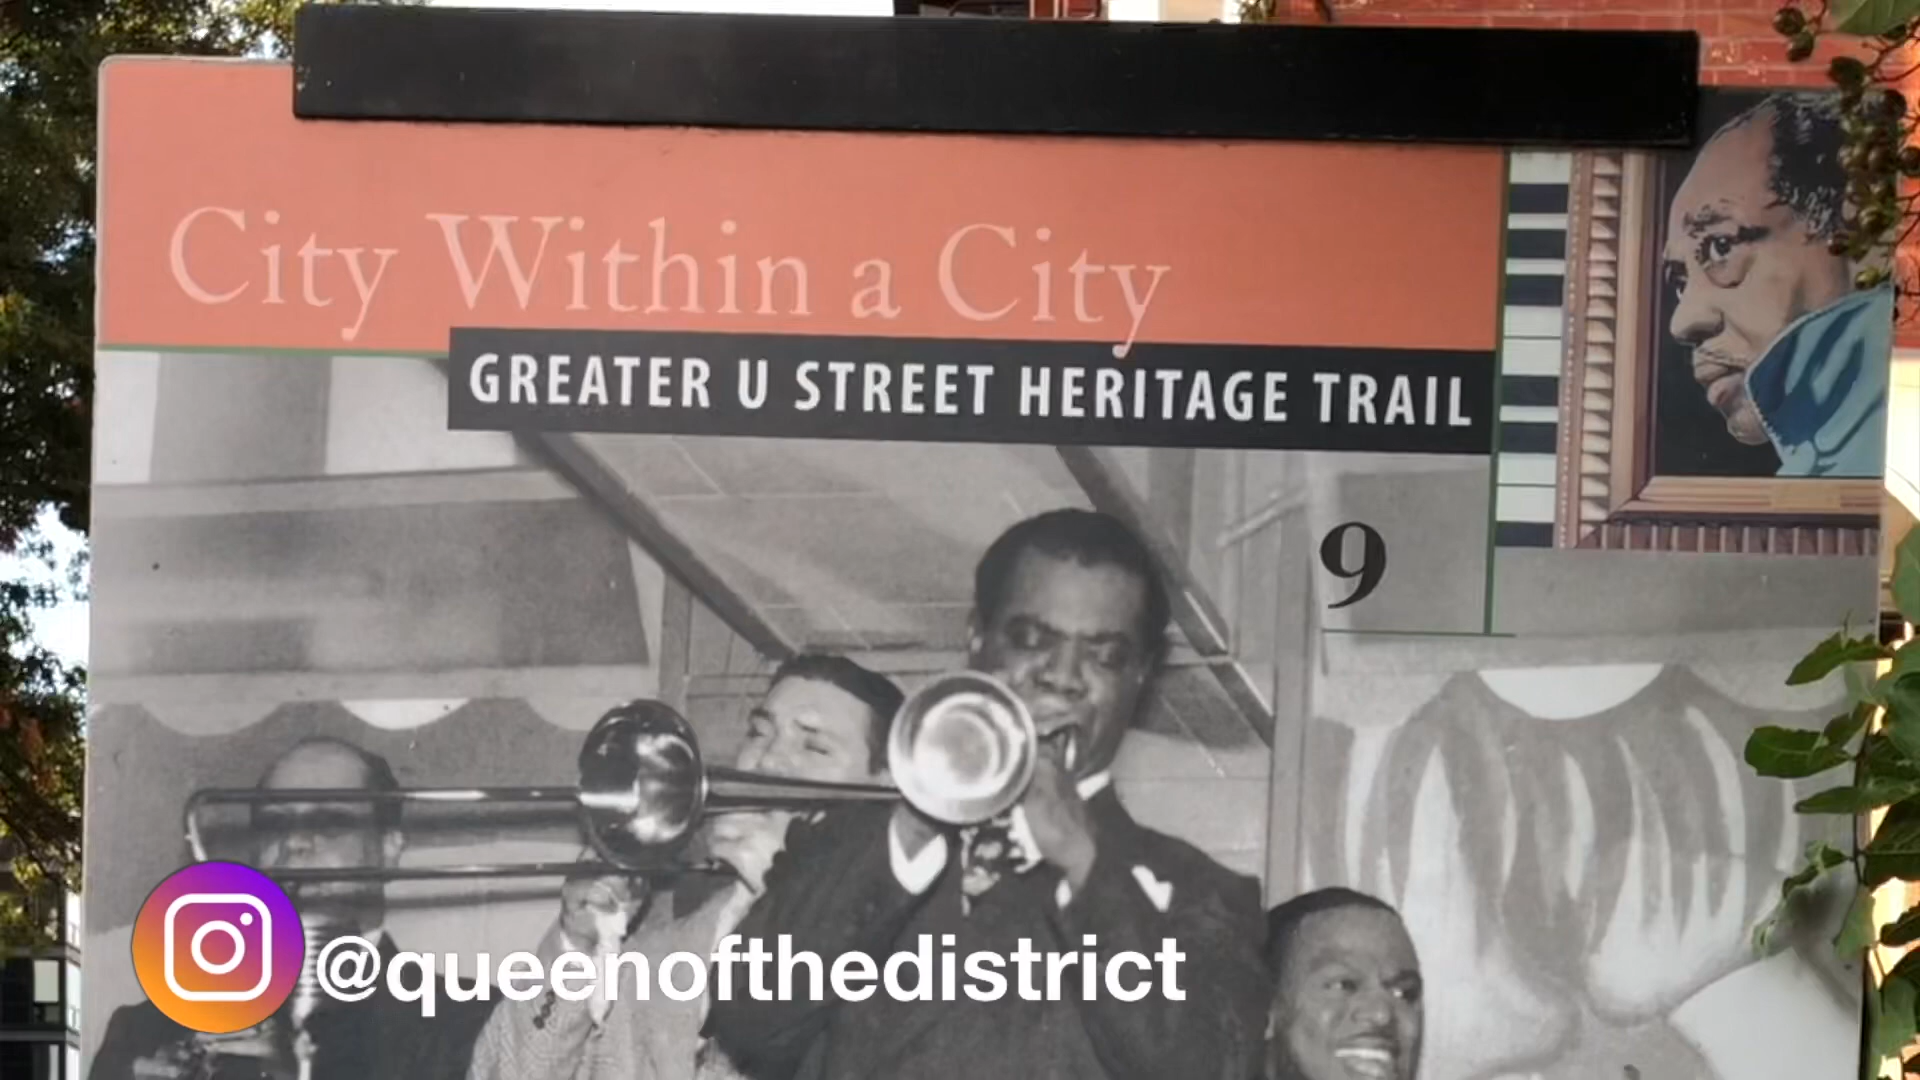 City Within a City
GREATER U STREET HERITAGE TRAIL
9
@queenofthedistrict